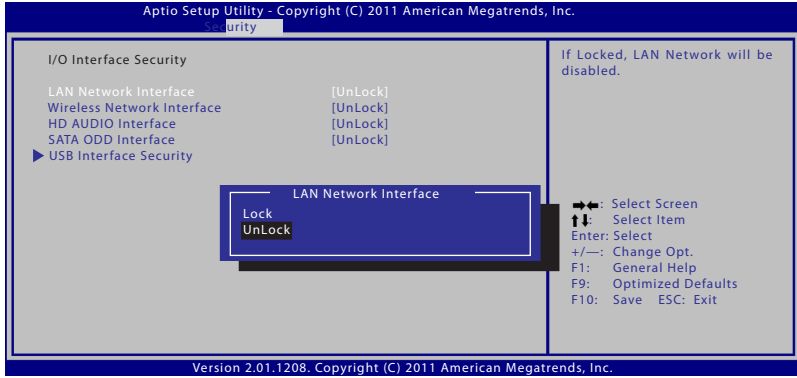 Aptio Setup Utility - Copyright (C) 2011 American Megatrends, Inc.
Security
I/O Interface Security
LAN Network Interface [UnLock]
Wireless Network Interface [UnLock]
HD AUDIO Interface [UnLock]
SATA ODD Interface [UnLock]
USB Interface Security
LAN Network Interface
Lock
UnLock
If Locked, LAN Network will be
disabled.
→←: Select Screen
↑↓: Select Item
Enter: Select
+/—: Change Opt.
F1: General Help
F9: Optimized Defaults
F10: Save ESC: Exit
Version 2.01.1208. Copyright (C) 2011 American Megatrends, Inc.